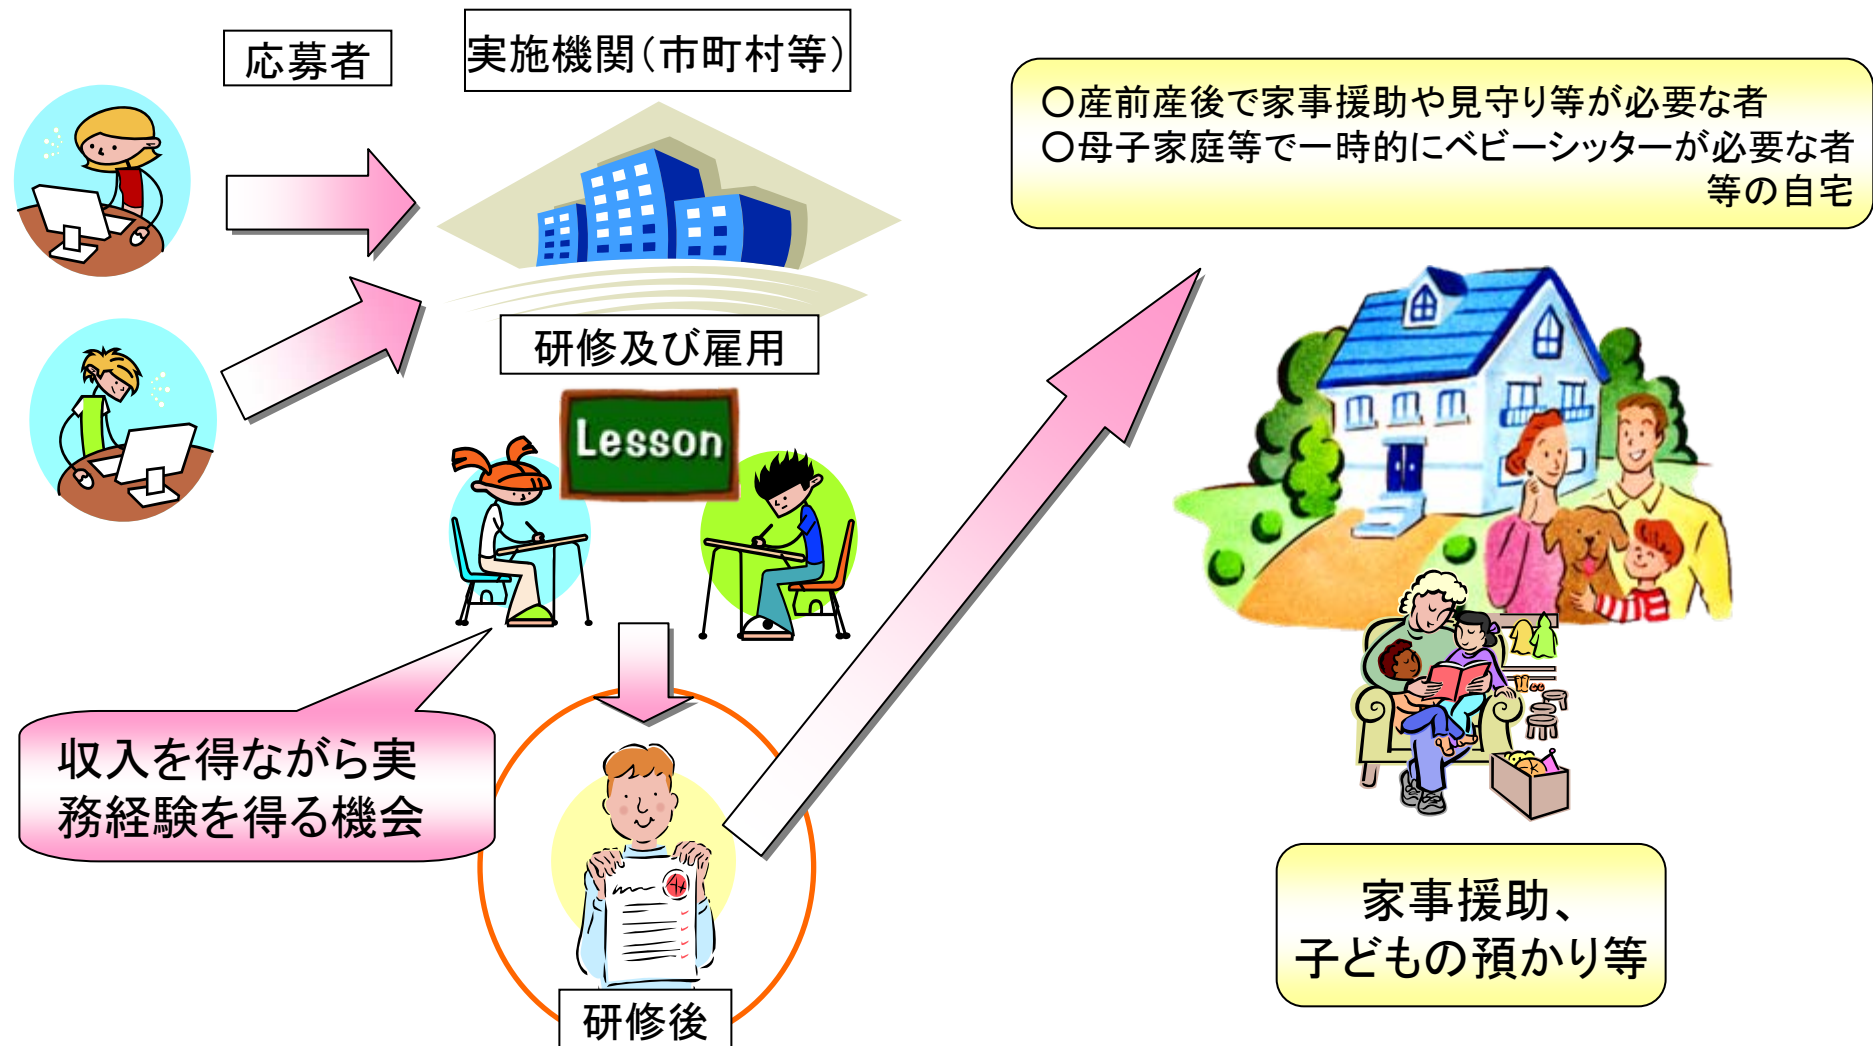 応募者
実施機関(市町村等)
○産前産後で家事援助や見守り等が必要な者
○母子家庭等で一時的にベビーシッターが必要な者
等の自宅
研修及び雇用
Lesson
収入を得ながら実
務経験を得る機会
A+
研修後
家事援助、
子どもの預かり等